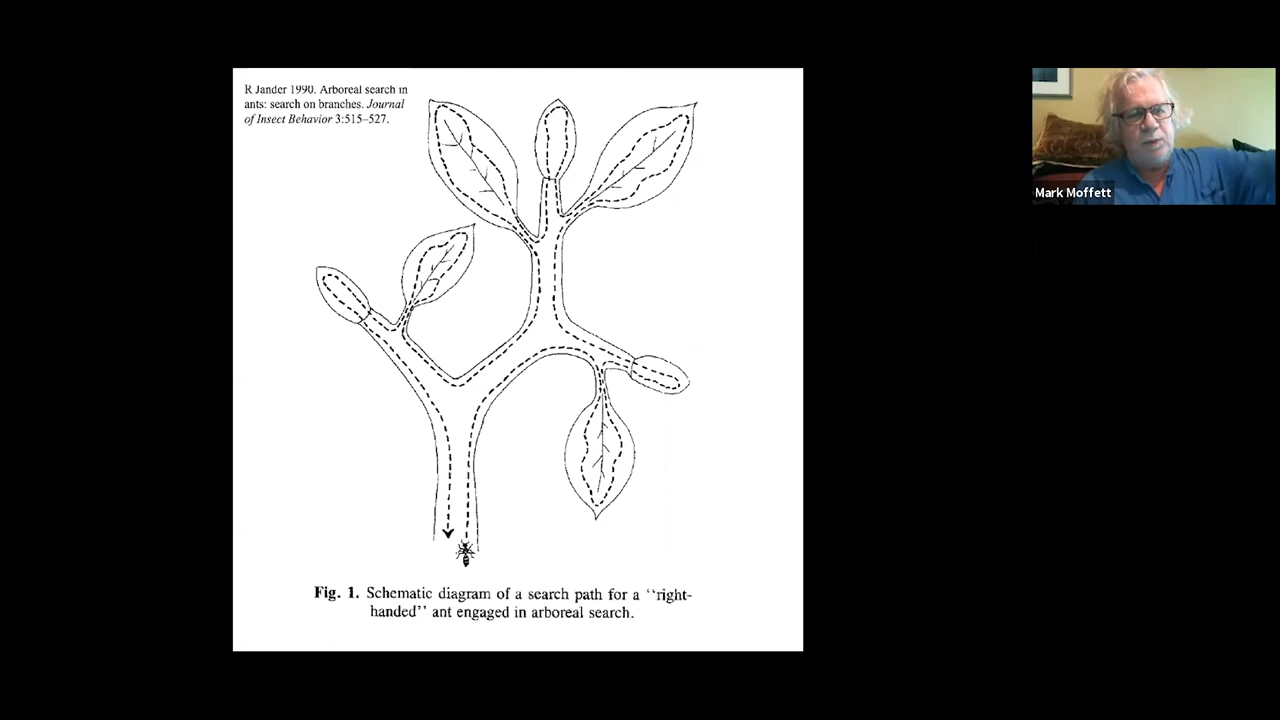 R Jander 1990. Arboreal search in
ants: search on branches. Journal
of Insect Behavior 3:515–527.
Mark Moffett
Fig. 1. Schematic diagram of a search path for a "right-
handed" ant engaged in arboreal search.